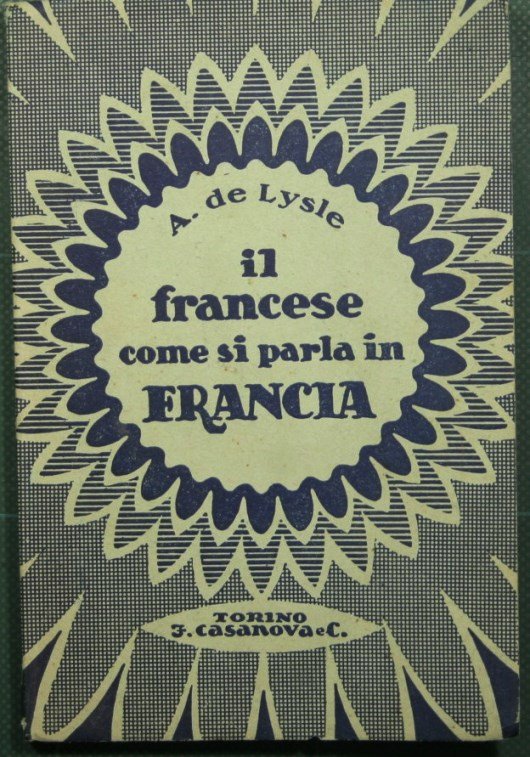 A. de Lysle
il
francese
come si parla in
FRANCIA
TORINO
F. Casanova e C.